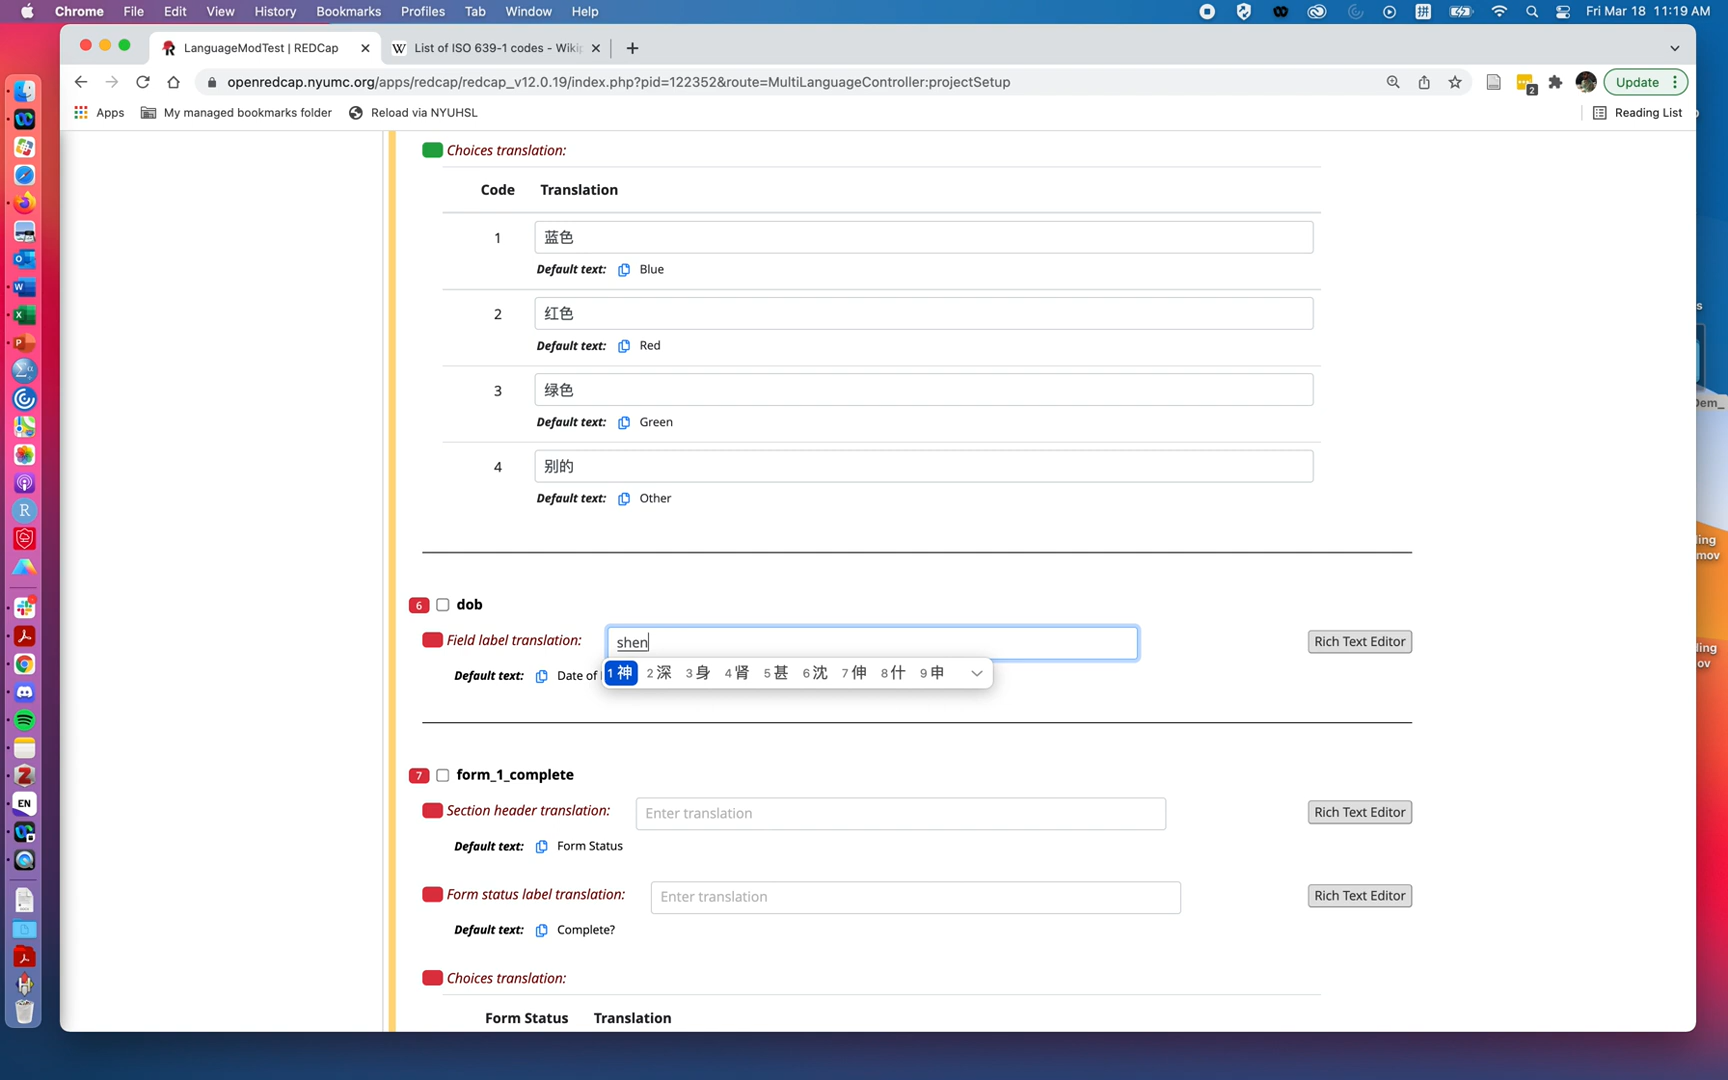 Chrome File Edit View History Bookmarks Profiles Tab Window Help
拼
Fri Mar 18 11:19 AM
LanguageModTest | REDCap
W List of ISO 639-1 codes - Wiki
openredcap.nyumc.org/apps/redcap/redcap_v12.0.19/index.php?pid=122352&route=MultiLanguageController:projectSetup
2
Update
Apps My managed bookmarks folder Reload via NYUHSL
Reading List
Choices translation:
Code Translation
1 蓝色
Default text: Blue
2 红色
Default text: Red
3 绿色
Default text: Green
4 别的
Default text: Other
6 dob
Field label translation: shen
Rich Text Editor
Default text: Date of
1 神 2 深 3 身 4 肾 5 甚 6 沈 7 伸 8 什 9 申
7 form_1_complete
Section header translation: Enter translation
Rich Text Editor
Default text: Form Status
Form status label translation: Enter translation
Rich Text Editor
Default text: Complete?
Choices translation:
Form Status Translation
EN